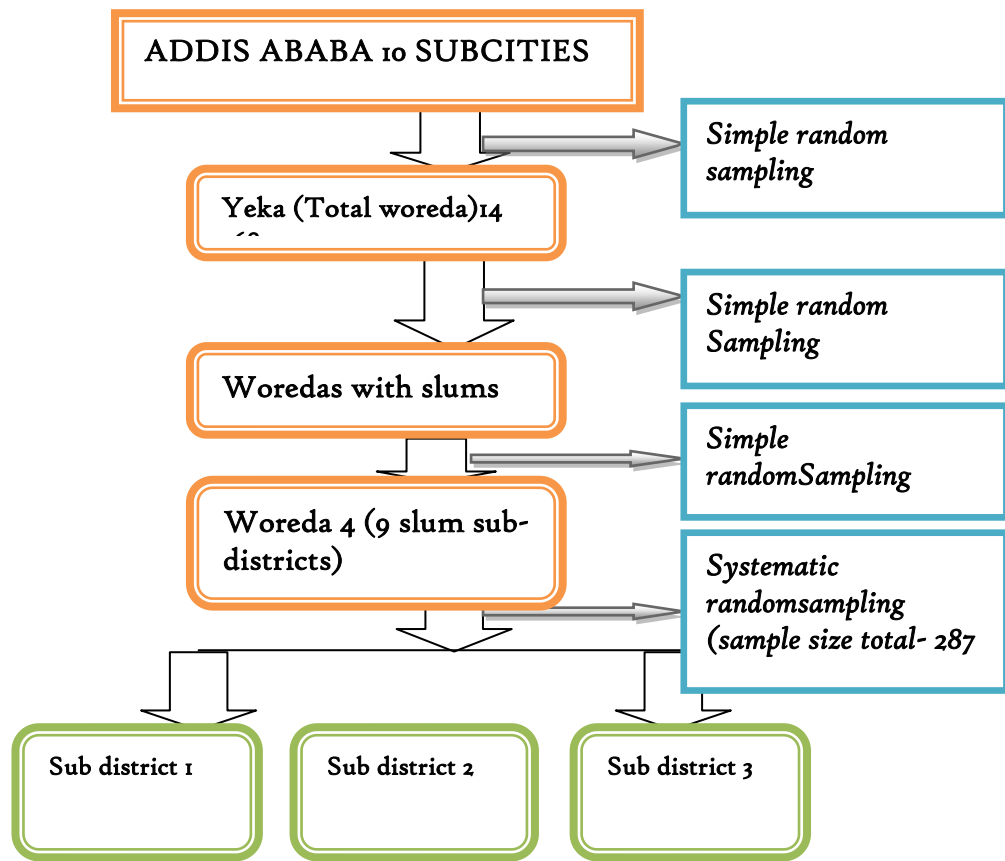 ADDIS ABABA 10 SUBCITIES
Simple random
sampling
Yeka (Total woreda)14
Simple random
Sampling
Woredas with slums
Simple
randomSampling
Woreda 4 (9 slum sub-
districts)
Systematic
randomsampling
(sample size total- 287
Sub district 1
Sub district 2
Sub district 3